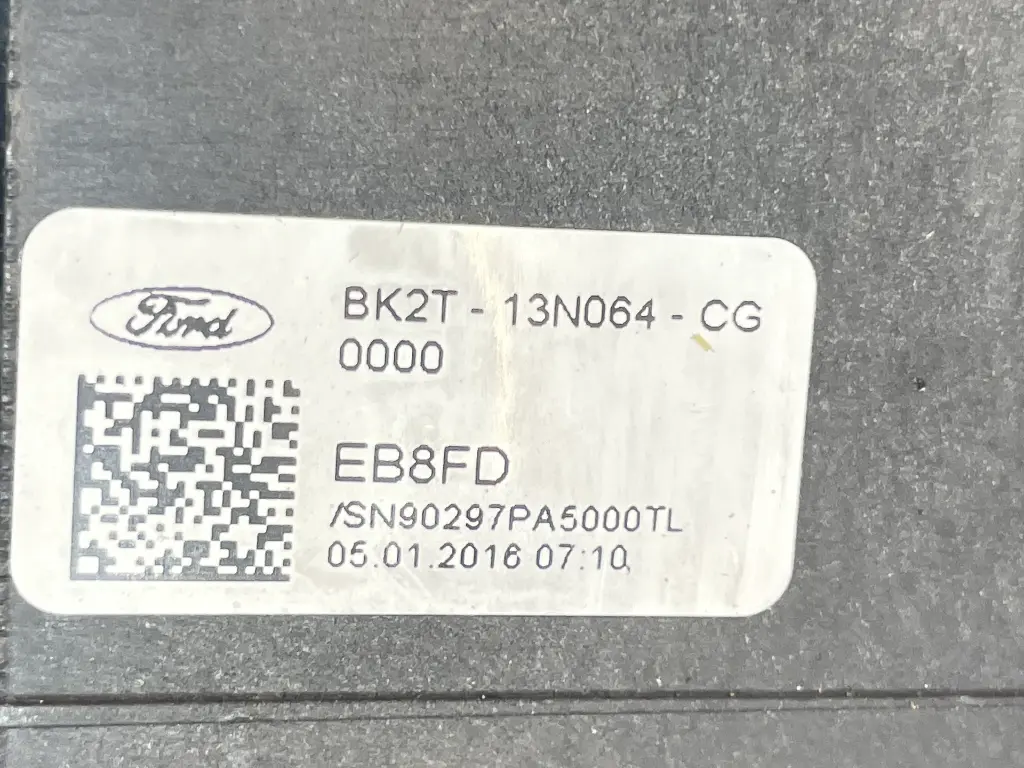 Ford
BK2T - 13N064 - CG
0000
EB8FD
/SN90297PA5000TL
05.01.2016 07:10